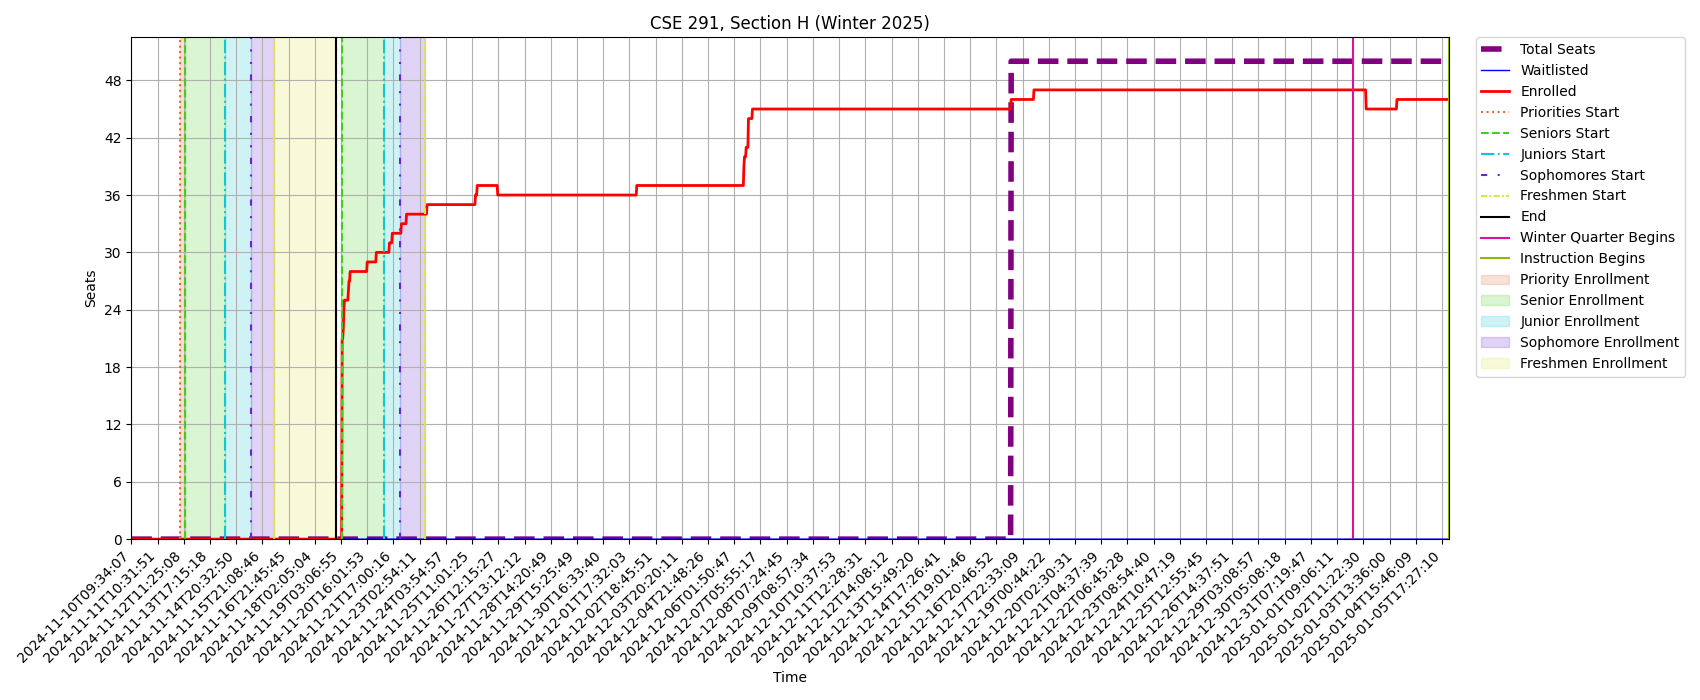 CSE 291, Section H (Winter 2025)
Seats
48
42
36
30
24
18
12
6
0
2024-11-10T09:34:07
2024-11-11T10:31:51
2024-11-12T11:25:08
2024-11-13T17:15:18
2024-11-14T20:32:50
2024-11-15T21:08:46
2024-11-16T21:45:45
2024-11-18T02:05:04
2024-11-19T03:06:55
2024-11-20T16:01:53
2024-11-21T17:00:16
2024-11-23T02:54:11
2024-11-24T03:54:57
2024-11-25T11:01:25
2024-11-26T12:15:27
2024-11-27T13:12:12
2024-11-28T14:20:49
2024-11-29T15:25:49
2024-11-30T16:33:40
2024-12-01T17:32:03
2024-12-02T18:45:51
2024-12-03T20:20:11
2024-12-04T21:48:26
2024-12-06T01:50:47
2024-12-07T05:55:17
2024-12-08T07:24:45
2024-12-09T08:57:34
2024-12-10T10:37:53
2024-12-11T12:28:31
2024-12-12T14:08:12
2024-12-13T15:49:20
2024-12-14T17:26:41
2024-12-15T19:01:46
2024-12-16T20:46:52
2024-12-17T22:33:09
2024-12-19T00:44:22
2024-12-20T02:30:31
2024-12-21T04:37:39
2024-12-22T06:45:28
2024-12-23T08:54:40
2024-12-24T10:47:19
2024-12-25T12:55:45
2024-12-26T14:37:51
2024-12-29T03:08:57
2024-12-30T05:08:18
2024-12-31T07:19:47
2025-01-01T09:06:11
2025-01-02T11:22:30
2025-01-03T13:36:00
2025-01-04T15:46:09
2025-01-05T17:27:10
Time
Total Seats
Waitlisted
Enrolled
Priorities Start
Seniors Start
Juniors Start
Sophomores Start
Freshmen Start
End
Winter Quarter Begins
Instruction Begins
Priority Enrollment
Senior Enrollment
Junior Enrollment
Sophomore Enrollment
Freshmen Enrollment